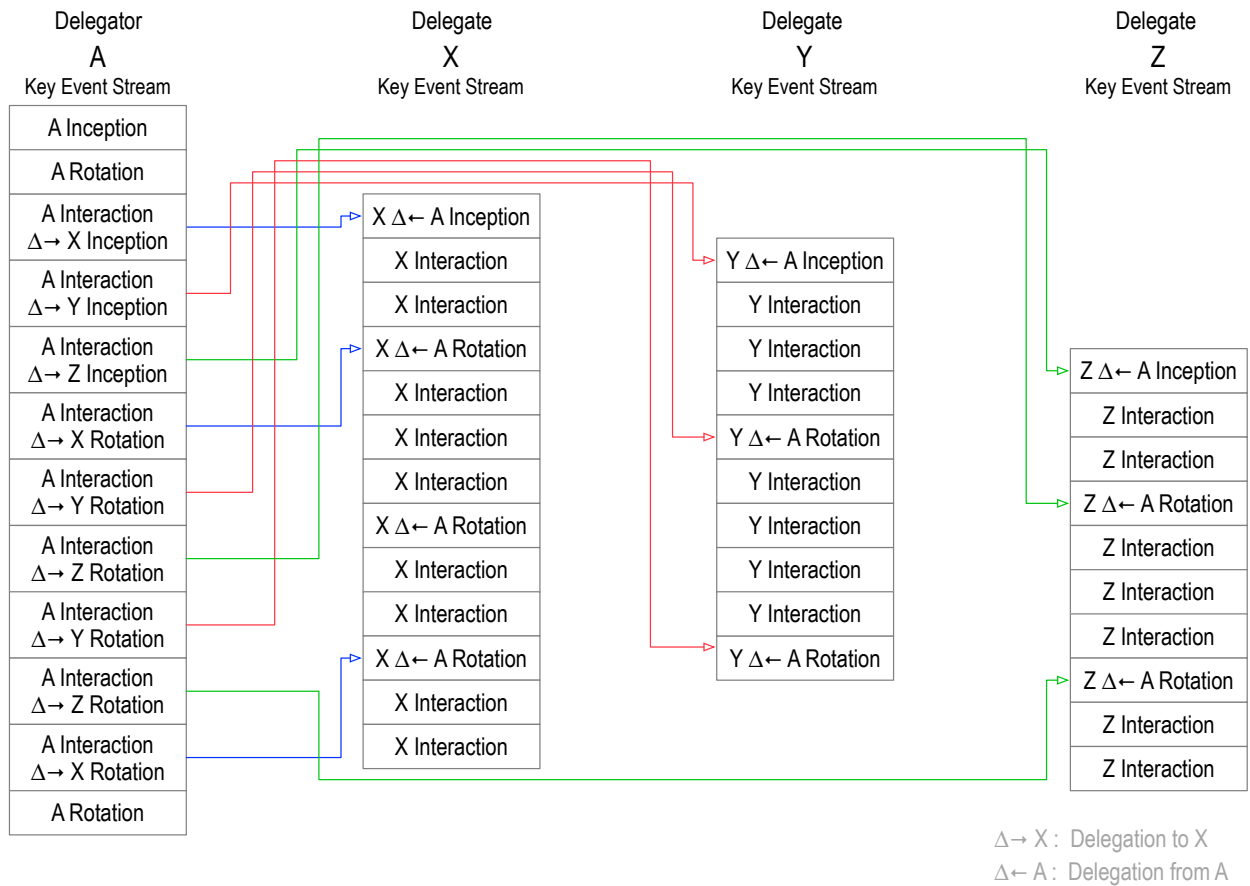 Delegator
A
Key Event Stream
A Inception
A Rotation
A Interaction
Δ→ X Inception
A Interaction
Δ→ Y Inception
A Interaction
Δ→ Z Inception
A Interaction
Δ→ X Rotation
A Interaction
Δ→ Y Rotation
A Interaction
Δ→ Z Rotation
A Interaction
Δ→ Y Rotation
A Interaction
Δ→ Z Rotation
A Interaction
Δ→ X Rotation
A Rotation
Delegate
X
Key Event Stream
X Δ← A Inception
X Interaction
X Interaction
X Δ← A Rotation
X Interaction
X Interaction
X Interaction
X Δ← A Rotation
X Interaction
X Interaction
X Δ← A Rotation
X Interaction
X Interaction
Delegate
Y
Key Event Stream
Y Δ← A Inception
Y Interaction
Y Interaction
Y Interaction
Y Δ← A Rotation
Y Interaction
Y Interaction
Y Interaction
Y Interaction
Y Δ← A Rotation
Delegate
Z
Key Event Stream
Z Δ← A Inception
Z Interaction
Z Interaction
Z Δ← A Rotation
Z Interaction
Z Interaction
Z Interaction
Z Δ← A Rotation
Z Interaction
Z Interaction
Δ→ X : Delegation to X
Δ← A : Delegation from A